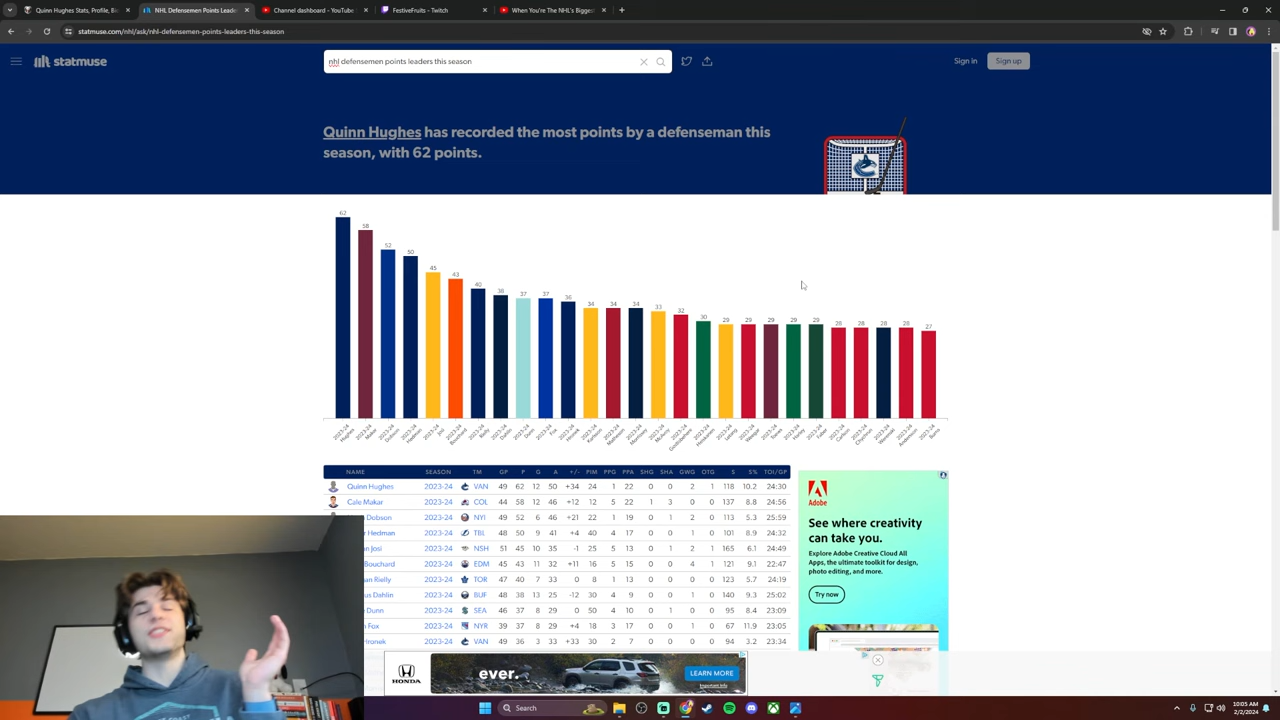 Quinn Hughes Stats, Profile, Bio
NHL Defensemen Points Leade
Channel dashboard - YouTube
FestiveFruits
When You're The NHL's Bigges
statmuse.com/nhl/ask/nhl-defensemen-points-leaders-this-season
statmuse
nhl defensemen points leaders this season
Sign in
Sign up
Quinn Hughes has recorded the most points by a defenseman this
season, with 62 points.
62 58 52 50 45 43 40 38 37 37 36 34 34 34 33 32 30 29 29 29 29 29 28 28 28 28 27
NAME SEASON TM GP P G A +/- PIM PPG PPA SHG SHA GWG OTG S S% TOI/GP
Quinn Hughes 2023-24 VAN 49 62 12 50 +34 24 1 22 0 0 2 1 118 10.2 24:30
Cale Makar 2023-24 COL 44 58 12 46 +12 12 5 22 1 3 0 0 137 8.8 24:56
Dobson 2023-24 NYI 49 52 6 46 +21 22 1 19 0 1 2 0 113 5.3 25:59
Hedman 2023-24 TBL 48 50 9 41 +4 40 4 17 0 0 1 0 101 8.9 24:32
Josi 2023-24 NSH 51 45 10 35 -1 25 5 13 0 1 2 1 165 6.1 24:49
Bouchard 2023-24 EDM 45 43 11 32 +11 16 5 15 0 0 4 1 121 9.1 22:47
an Rielly 2023-24 TOR 47 40 7 33 0 8 1 13 0 0 1 0 123 5.7 24:19
us Dahlin 2023-24 BUF 48 38 13 25 -12 30 4 9 0 0 1 0 140 9.3 25:02
Dunn 2023-24 SEA 46 37 8 29 0 50 4 10 0 1 0 0 95 8.4 23:09
Fox 2023-24 NYR 39 37 8 29 +4 18 3 17 0 0 1 0 67 11.9 23:05
Hronek 2023-24 VAN 49 36 3 33 +33 30 2 7 0 0 0 1 94 3.2 23:34
Adobe
See where creativity
can take you.
Explore Adobe Creative Cloud All
Apps, the ultimate toolkit for design,
photo editing, and more.
Try now
HONDA
ever.
LEARN MORE
Important Info
Search
10:05 AM
2/2/2024